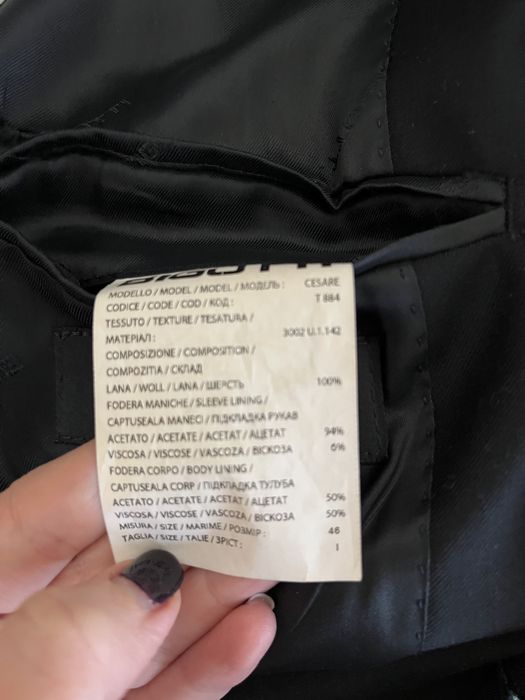 MODELLO / MODEL / MODEL / МОДЕЛЬ : CESARE
CODICE / CODE / COD / КОД : T 884
TESSUTO / TEXTURE / TESATURA /
МАТЕРІАЛ : 3002 U.1.142
COMPOSIZIONE / COMPOSITION /
COMPOZITIA / СКЛАД
LANA / WOLL / LANA / ШЕРСТЬ 100%
FODERA MANICHE / SLEEVE LINING /
CAPTUSEALA MANECI / ПІДКЛАДКА РУКАВ
ACETATO / ACETATE / ACETAT / АЦЕТАТ 94%
VISCOSA / VISCOSE / VASCOZA / ВІСКОЗА 6%
FODERA CORPO / BODY LINING /
CAPTUSEALA CORP / ПІДКЛАДКА ТУЛУБА
ACETATO / ACETATE / ACETAT / АЦЕТАТ 50%
VISCOSA / VISCOSE / VASCOZA / ВІСКОЗА 50%
MISURA / SIZE / MARIME / РОЗМІР : 46
TAGLIA / SIZE / TALIE / ЗРІСТ : I